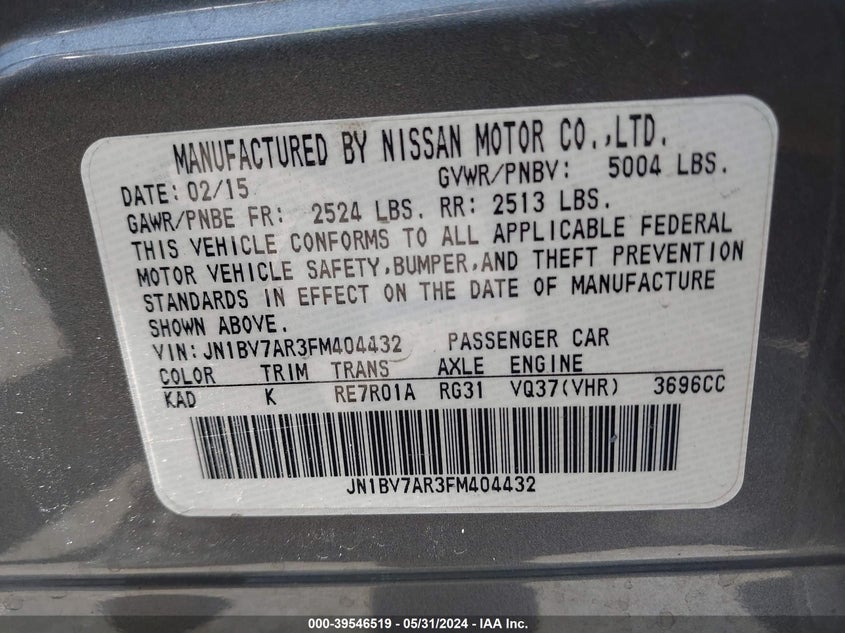 MANUFACTURED BY NISSAN MOTOR CO.,LTD.
DATE: 02/15 GVWR/PNBV: 5004 LBS.
GAWR/PNBE FR: 2524 LBS. RR: 2513 LBS.
THIS VEHICLE CONFORMS TO ALL APPLICABLE FEDERAL
MOTOR VEHICLE SAFETY,BUMPER,AND THEFT PREVENTION
STANDARDS IN EFFECT ON THE DATE OF MANUFACTURE
SHOWN ABOVE.
VIN:JN1BV7AR3FM404432 PASSENGER CAR
COLOR TRIM TRANS AXLE ENGINE
KAD K RE7R01A RG31 VQ37(VHR) 3696CC
JN1BV7AR3FM404432
000-39546519 - 05/31/2024 - IAA Inc.